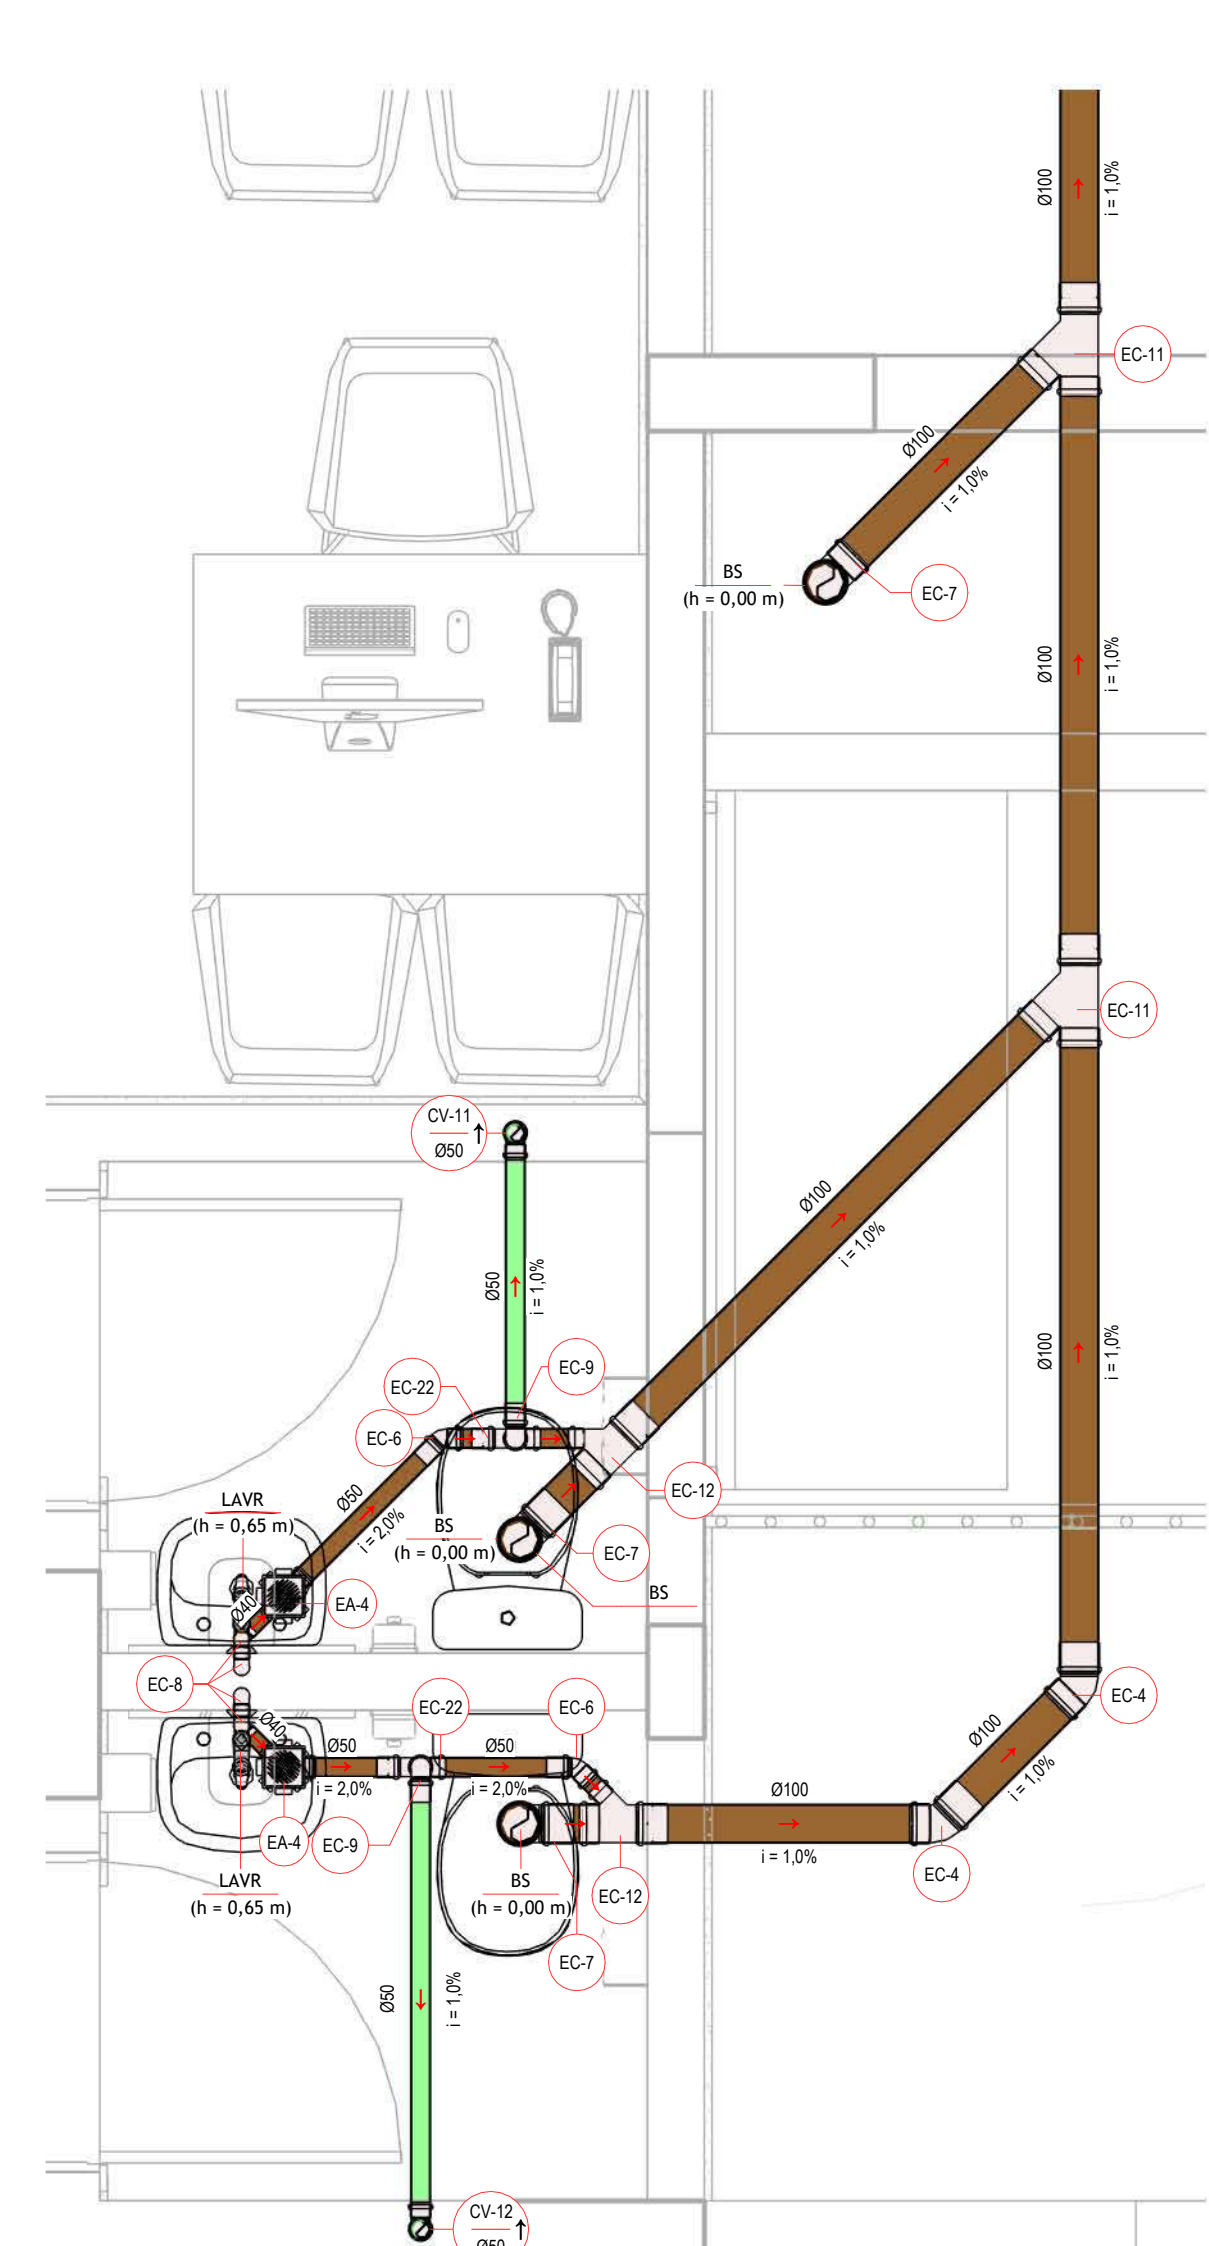 Ø100
i = 1,0%
EC-11
Ø100
i = 1,0%
BS
(h = 0,00 m)
EC-7
Ø100
i = 1,0%
EC-11
CV-11
Ø50
Ø100
i = 1,0%
Ø50
i = 1,0%
Ø100
i = 1,0%
EC-9
EC-22
EC-6
EC-12
LAVR
(h = 0,65 m)
Ø50
i = 2,0%
BS
(h = 0,00 m)
EC-7
BS
Ø40
EA-4
EC-8
EC-4
EC-22
EC-6
Ø40
Ø50
i = 2,0%
Ø50
i = 2,0%
Ø100
i = 1,0%
Ø100
i = 1,0%
EA-4
EC-9
EC-4
LAVR
(h = 0,65 m)
BS
(h = 0,00 m)
EC-12
EC-7
Ø50
i = 1,0%
CV-12
Ø50